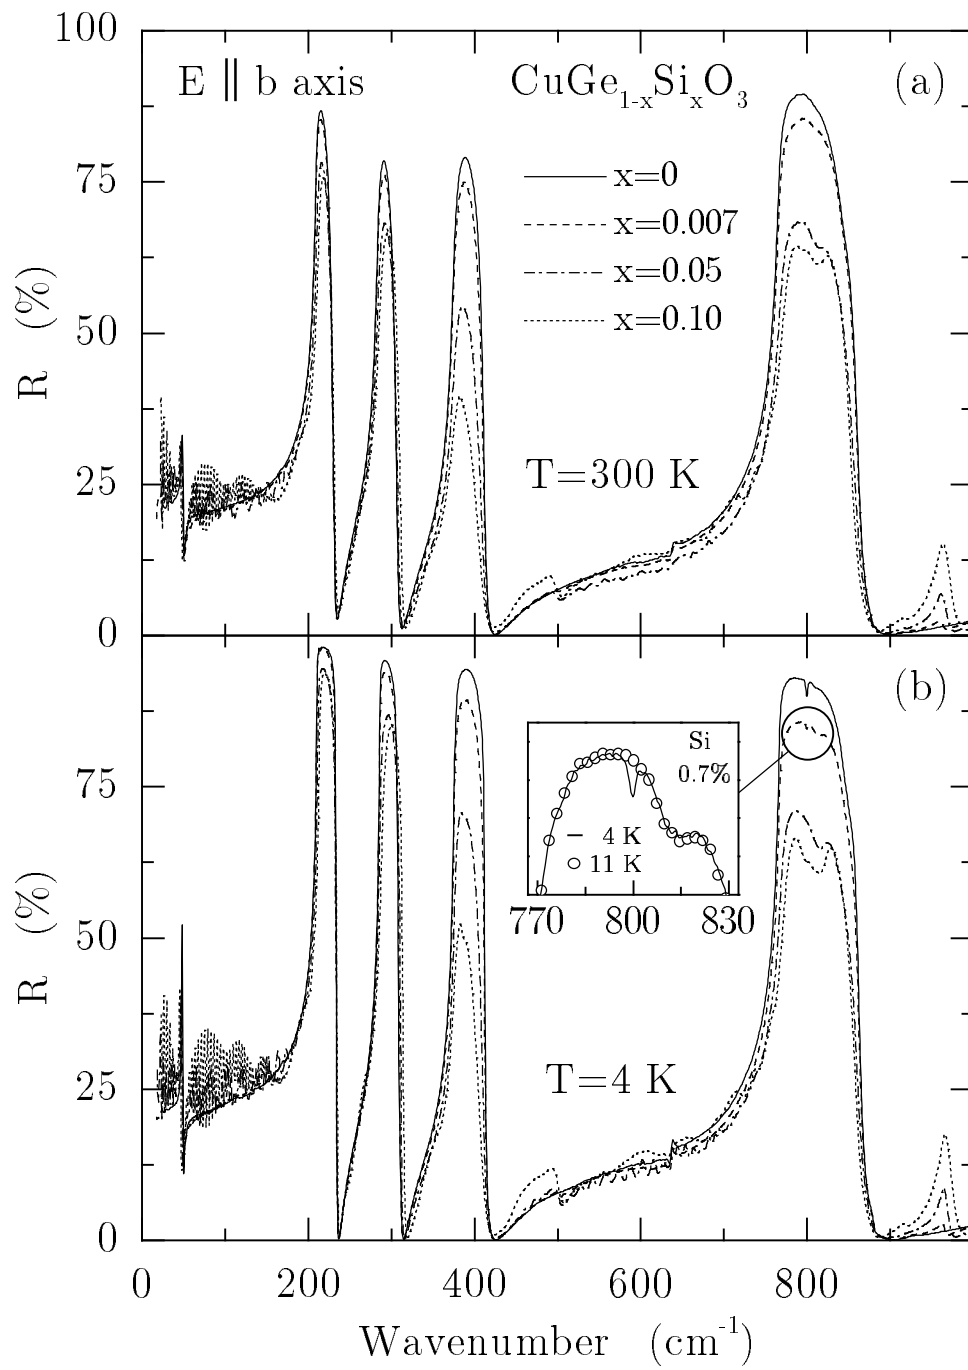 100
E ∥ b axis CuGe1-xSixO3 (a)
75
x=0
x=0.007
x=0.05
x=0.10
R (%)
50
T=300 K
25
0
(b)
Si
0.7%
75
4 K
11 K
770 800 830
R (%)
50
T=4 K
25
0
0 200 400 600 800
Wavenumber (cm-1)